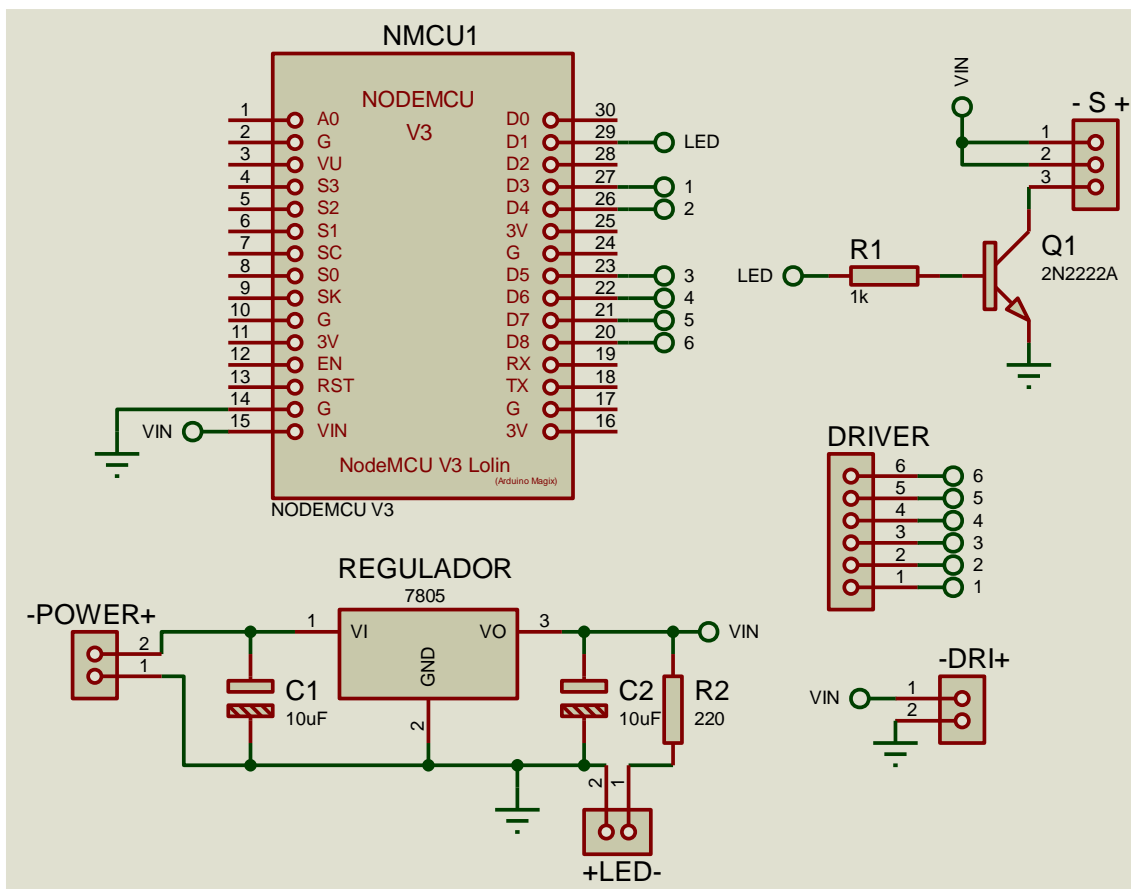 NMCU1
NODEMCU
V3
1 A0 D0 30
2 G D1 29 LED
3 VU D2 28
4 S3 D3 27 1
5 S2 D4 26 2
6 S1 3V 25
7 SC G 24
8 S0 D5 23 3
9 SK D6 22 4
10 G D7 21 5
11 3V D8 20 6
12 EN RX 19
13 RST TX 18
14 G G 17
VIN 15 VIN 3V 16
NodeMCU V3 Lolin
(Arduino Magix)
NODEMCU V3
VIN
- S +
1
2
3
Q1
2N2222A
LED
R1
1k
DRIVER
6 6
5 5
4 4
3 3
2 2
1 1
REGULADOR
7805
-POWER+
2
1
1 VI VO 3
GND
2
VIN
C1
10uF
C2
10uF
R2
220
2 1
+LED-
-DRI+
VIN 1
2